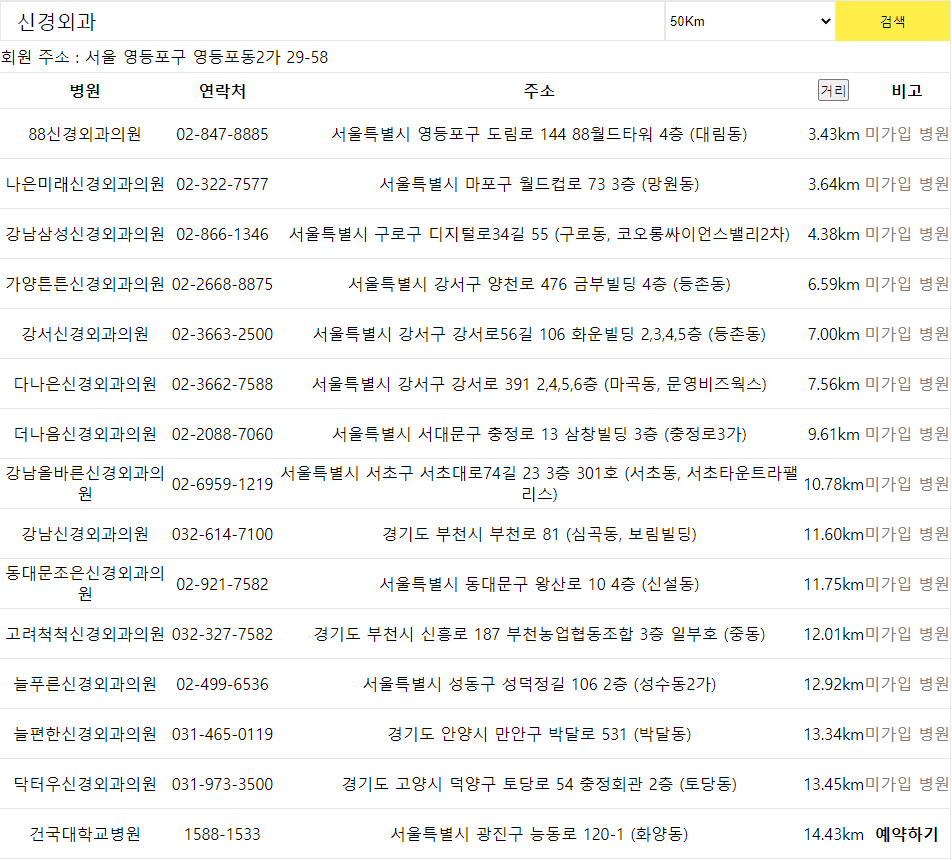 신경외과 50Km 검색
회원 주소 : 서울 영등포구 영등포동2가 29-58
병원 연락처 주소 거리 비고
88신경외과의원 02-847-8885 서울특별시 영등포구 도림로 144 88월드타워 4층 (대림동) 3.43km 미가입 병원
나은미래신경외과의원 02-322-7577 서울특별시 마포구 월드컵로 73 3층 (망원동) 3.64km 미가입 병원
강남삼성신경외과의원 02-866-1346 서울특별시 구로구 디지털로34길 55 (구로동, 코오롱싸이언스밸리2차) 4.38km 미가입 병원
가양튼튼신경외과의원 02-2668-8875 서울특별시 강서구 양천로 476 금부빌딩 4층 (등촌동) 6.59km 미가입 병원
강서신경외과의원 02-3663-2500 서울특별시 강서구 강서로56길 106 화운빌딩 2,3,4,5층 (등촌동) 7.00km 미가입 병원
다나은신경외과의원 02-3662-7588 서울특별시 강서구 강서로 391 2,4,5,6층 (마곡동, 문영비즈웍스) 7.56km 미가입 병원
더나음신경외과의원 02-2088-7060 서울특별시 서대문구 충정로 13 삼창빌딩 3층 (충정로3가) 9.61km 미가입 병원
강남올바른신경외과의
원 02-6959-1219 서울특별시 서초구 서초대로74길 23 3층 301호 (서초동, 서초타운트라팰
리스) 10.78km 미가입 병원
강남신경외과의원 032-614-7100 경기도 부천시 부천로 81 (심곡동, 보림빌딩) 11.60km 미가입 병원
동대문조은신경외과의
원 02-921-7582 서울특별시 동대문구 왕산로 10 4층 (신설동) 11.75km 미가입 병원
고려척척신경외과의원 032-327-7582 경기도 부천시 신흥로 187 부천농업협동조합 3층 일부호 (중동) 12.01km 미가입 병원
늘푸른신경외과의원 02-499-6536 서울특별시 성동구 성덕정길 106 2층 (성수동2가) 12.92km 미가입 병원
늘편한신경외과의원 031-465-0119 경기도 안양시 만안구 박달로 531 (박달동) 13.34km 미가입 병원
닥터우신경외과의원 031-973-3500 경기도 고양시 덕양구 토당로 54 충정회관 2층 (토당동) 13.45km 미가입 병원
건국대학교병원 1588-1533 서울특별시 광진구 능동로 120-1 (화양동) 14.43km 예약하기